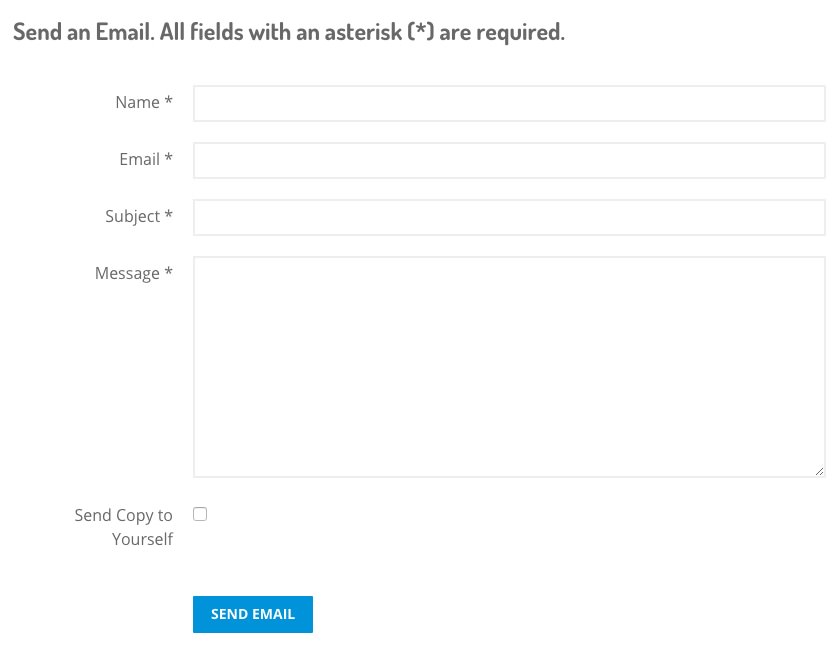 Send an Email. All fields with an asterisk (*) are required.
Name *
Email *
Subject *
Message *
Send Copy to
Yourself
SEND EMAIL